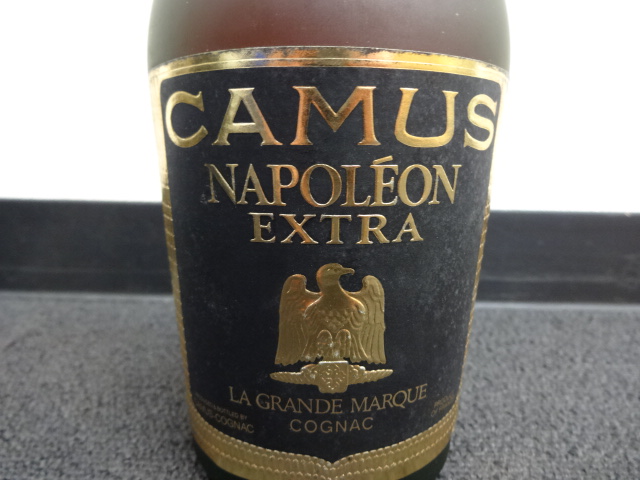 CAMUS
NAPOLÉON
EXTRA
LA GRANDE MARQUE
COGNAC